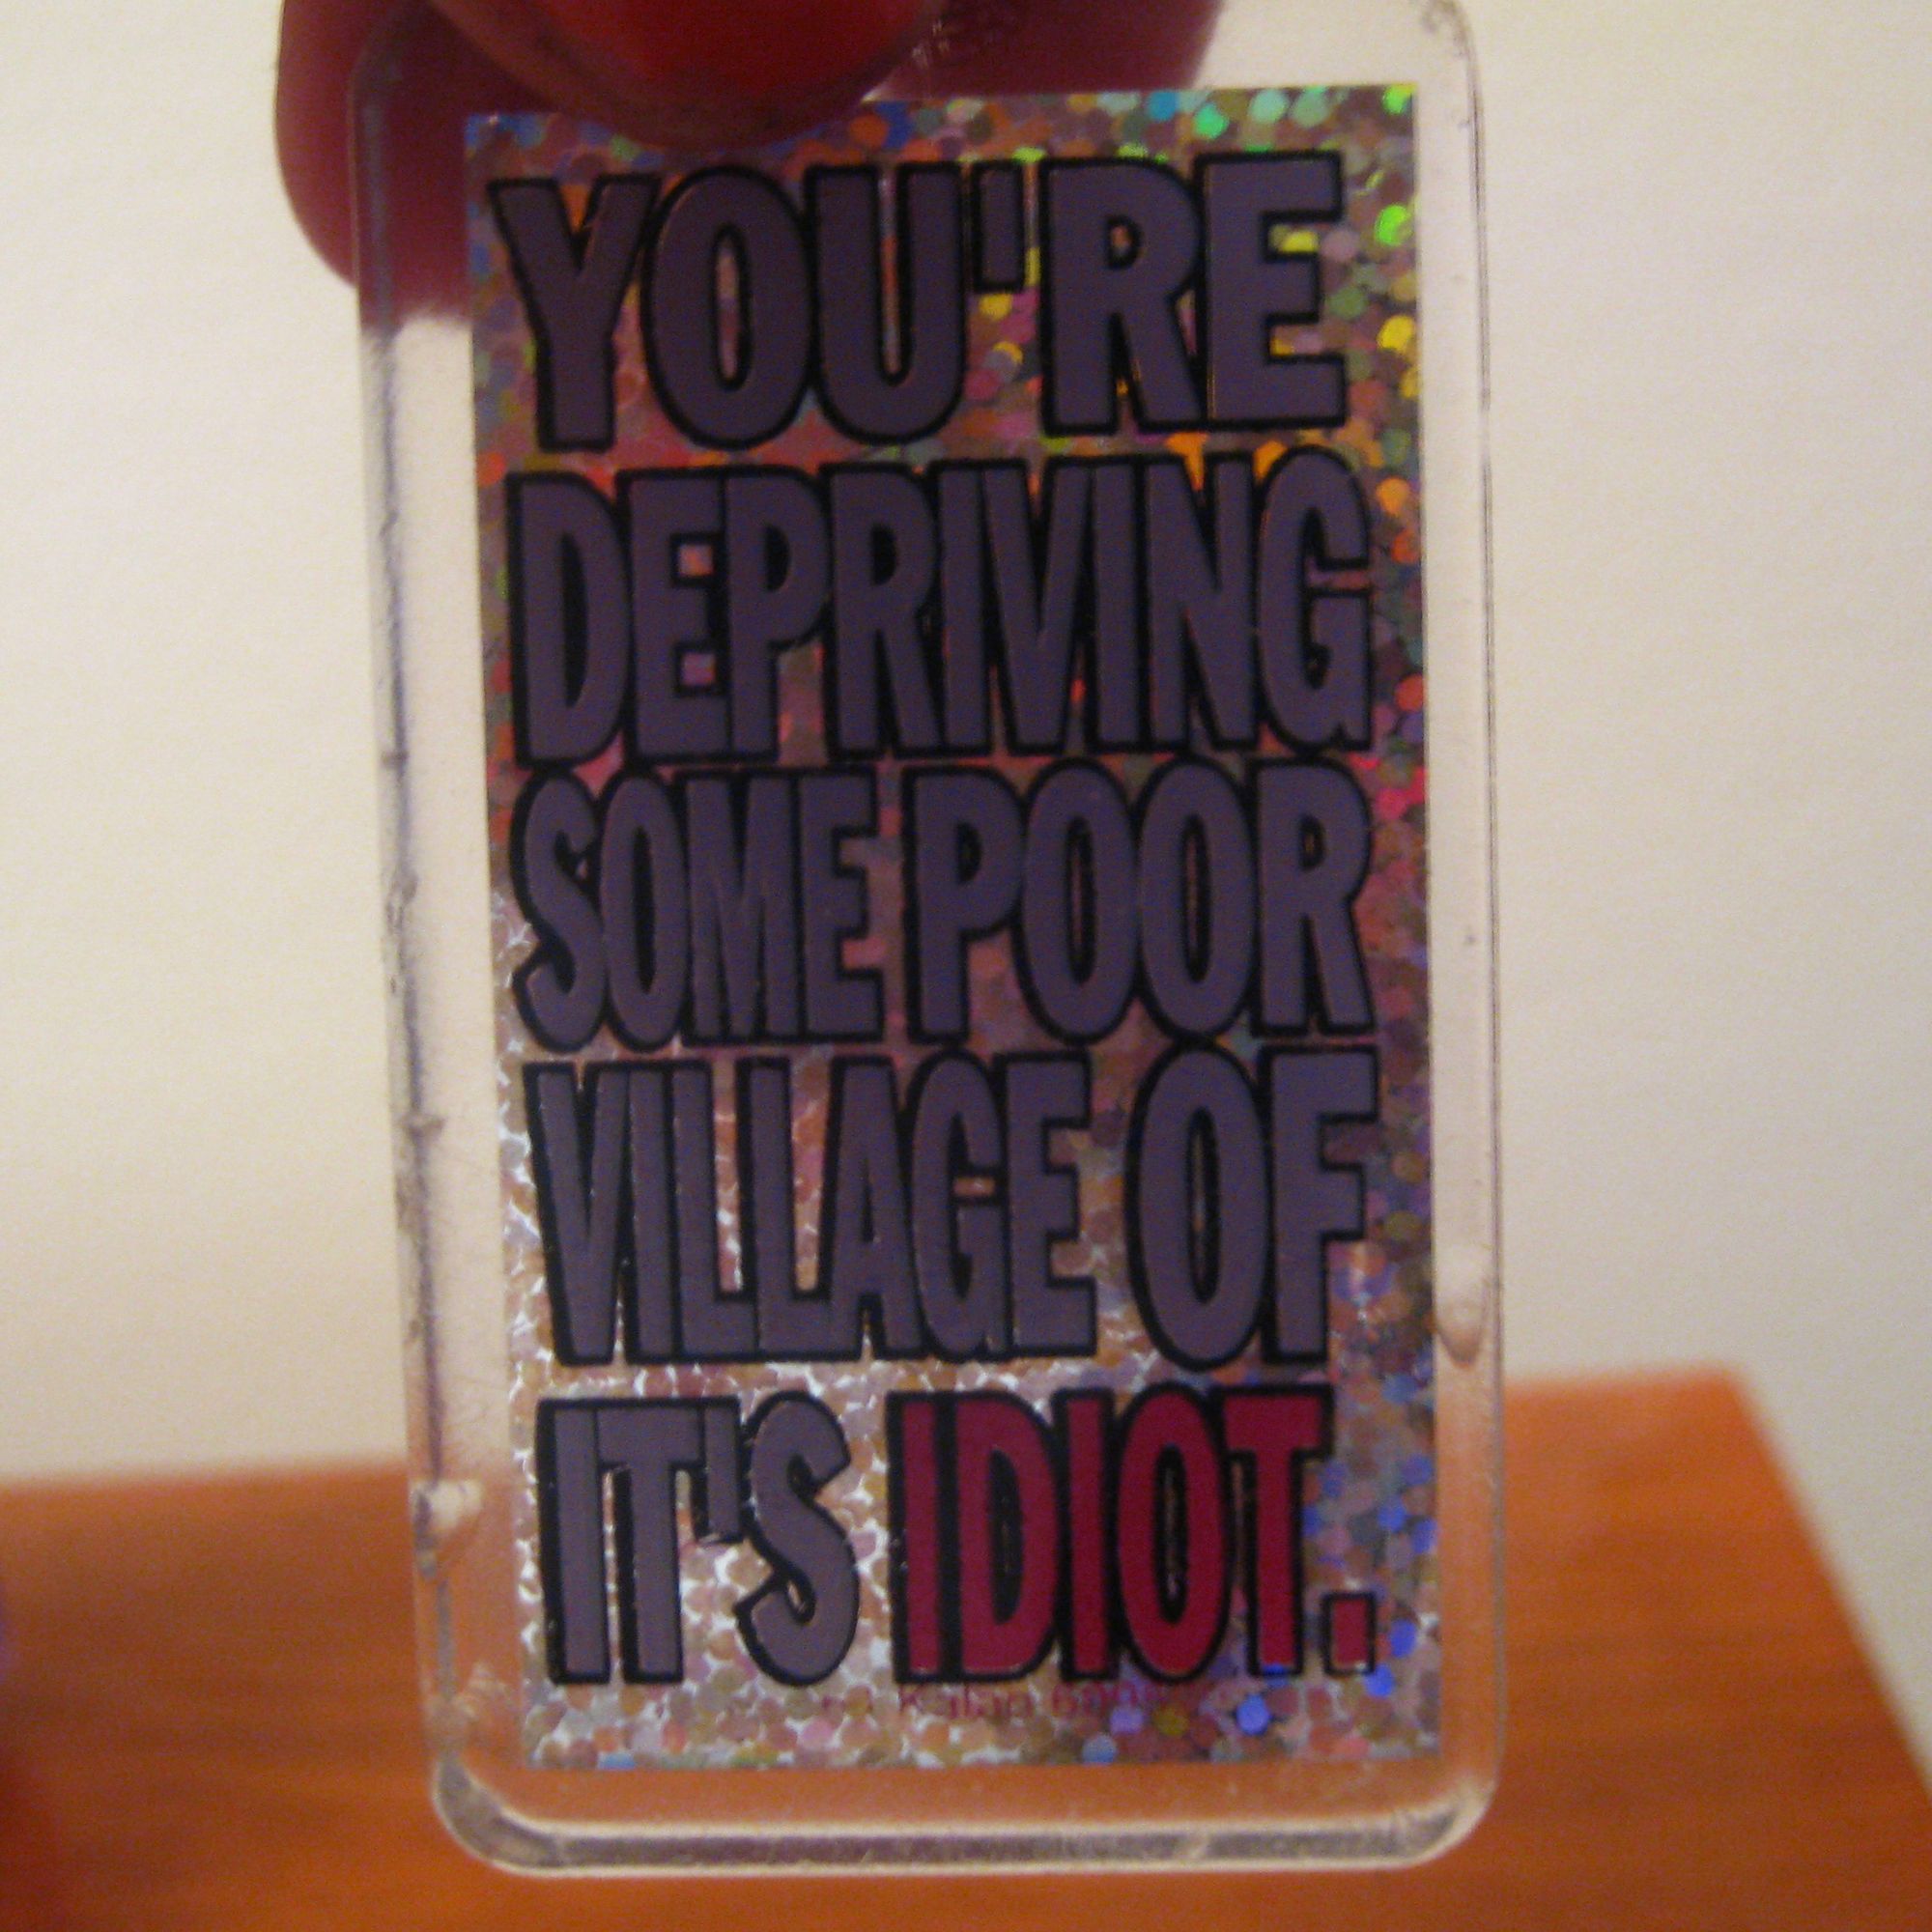 YOU'RE
DEPRIVING
SOME POOR
VILLAGE OF
IT'S IDIOT.